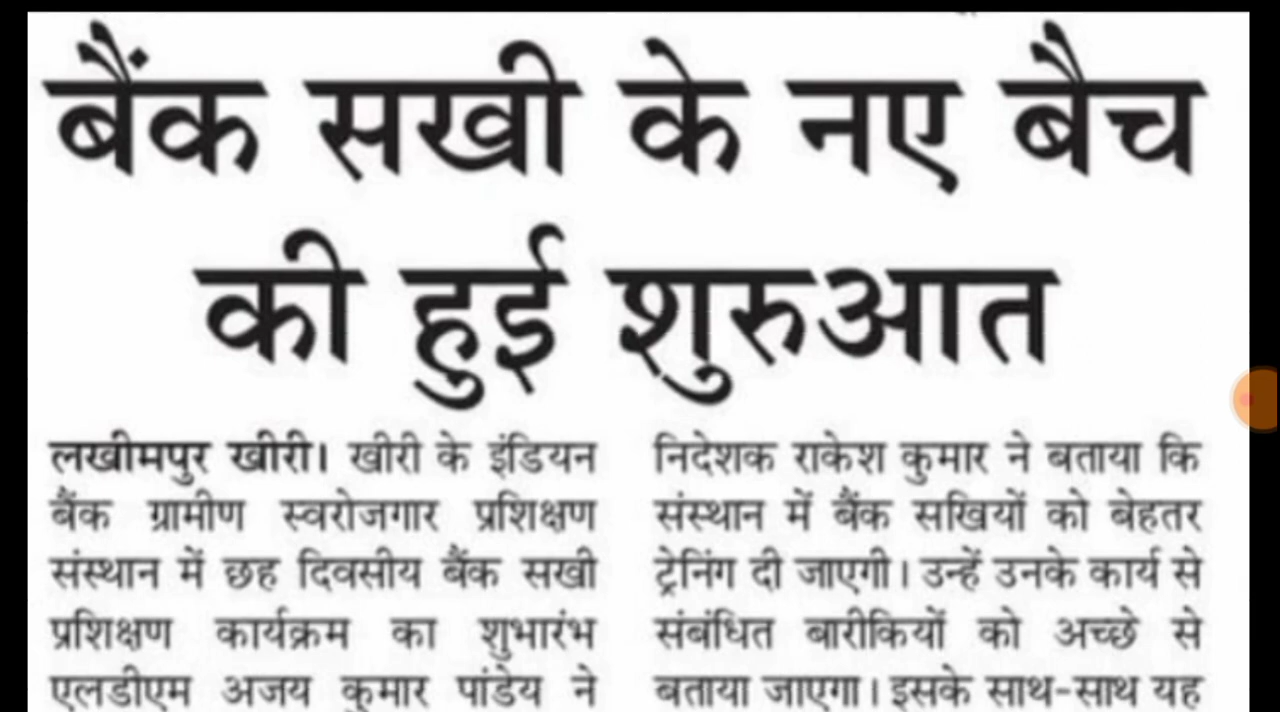 बैंक सखी के नए बैच
की हुई शुरुआत
लखीमपुर खीरी। खीरी के इंडियन
बैंक ग्रामीण स्वरोजगार प्रशिक्षण
संस्थान में छह दिवसीय बैंक सखी
प्रशिक्षण कार्यक्रम का शुभारंभ
एलडीएम अजय कुमार पांडेय ने
निदेशक राकेश कुमार ने बताया कि
संस्थान में बैंक सखियों को बेहतर
ट्रेनिंग दी जाएगी। उन्हें उनके कार्य से
संबंधित बारीकियों को अच्छे से
बताया जाएगा। इसके साथ-साथ यह